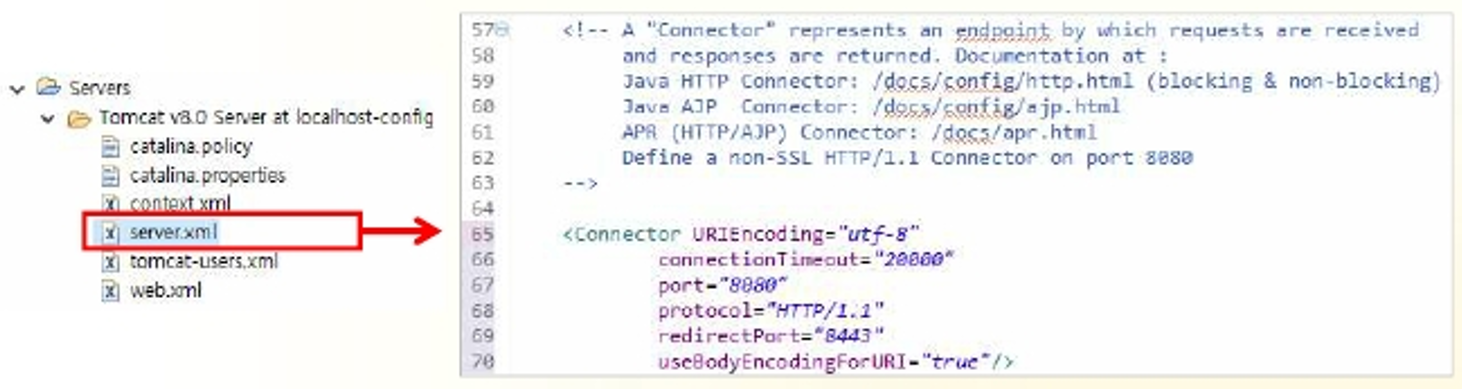 Servers
Tomcat v8.0 Server at localhost-config
catalina.policy
catalina.properties
context.xml
server.xml
tomcat-users.xml
web.xml
57 <!-- A "Connector" represents an endpoint by which requests are received
58 and responses are returned. Documentation at :
59 Java HTTP Connector: /docs/config/http.html (blocking & non-blocking)
60 Java AJP  Connector: /docs/config/ajp.html
61 APR (HTTP/AJP) Connector: /docs/apr.html
62 Define a non-SSL HTTP/1.1 Connector on port 8080
63 -->
64
65 <Connector URIEncoding="utf-8"
66 connectionTimeout="20000"
67 port="8080"
68 protocol="HTTP/1.1"
69 redirectPort="8443"
70 useBodyEncodingForURI="true"/>